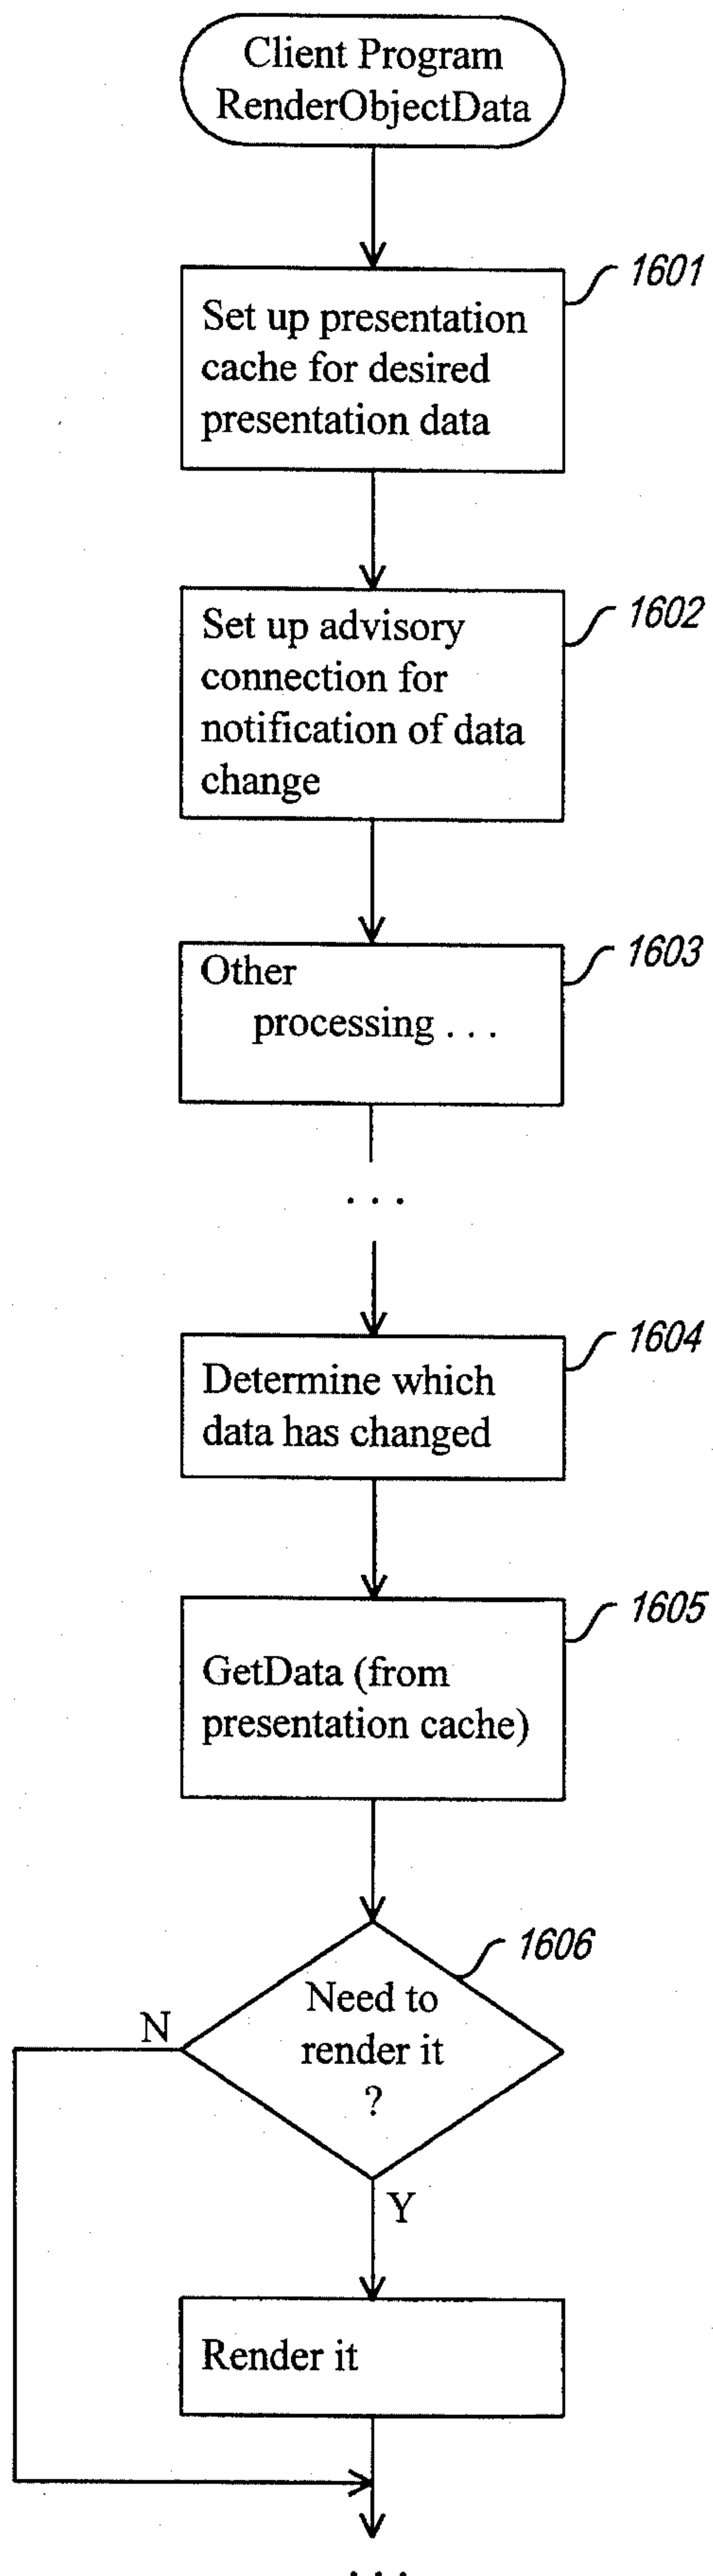 Client Program
RenderObjectData
1601
Set up presentation
cache for desired
presentation data
1602
Set up advisory
connection for
notification of data
change
1603
Other
processing . . .
. . .
1604
Determine which
data has changed
1605
GetData (from
presentation cache)
1606
Need to
render it
?
N
Y
Render it
. . .